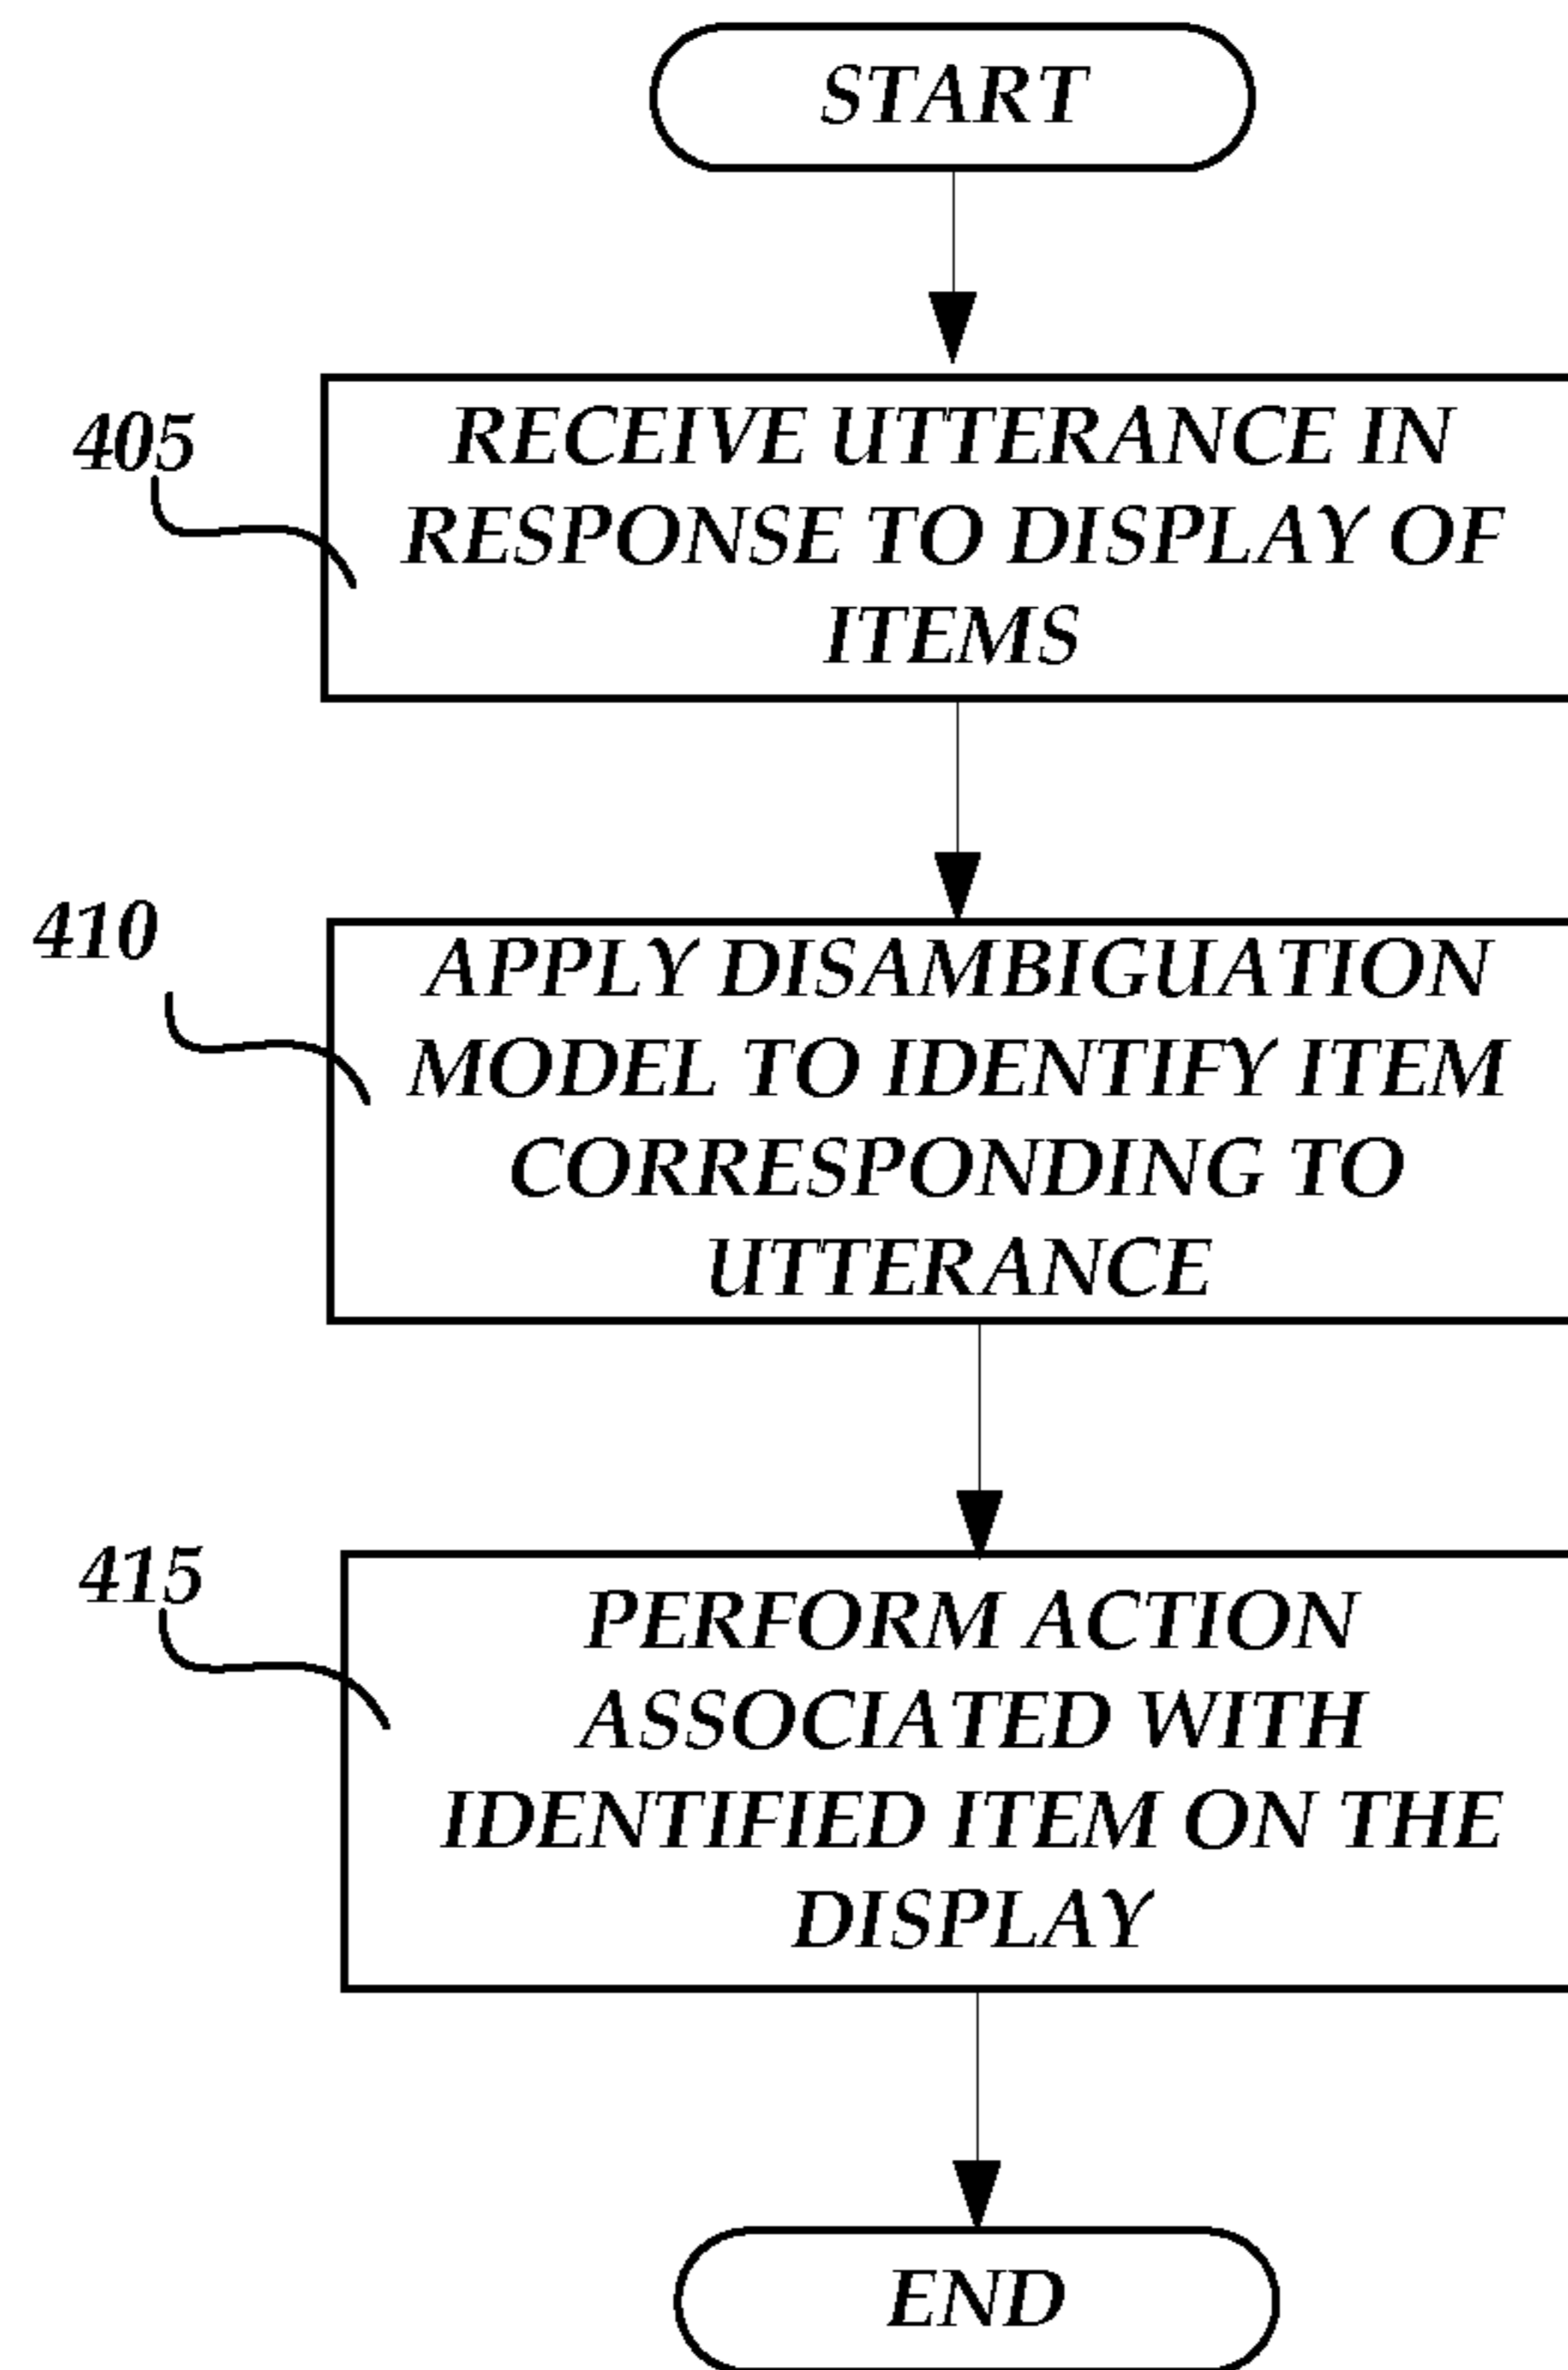 START
405
RECEIVE UTTERANCE IN
RESPONSE TO DISPLAY OF
ITEMS
410
APPLY DISAMBIGUATION
MODEL TO IDENTIFY ITEM
CORRESPONDING TO
UTTERANCE
415
PERFORM ACTION
ASSOCIATED WITH
IDENTIFIED ITEM ON THE
DISPLAY
END